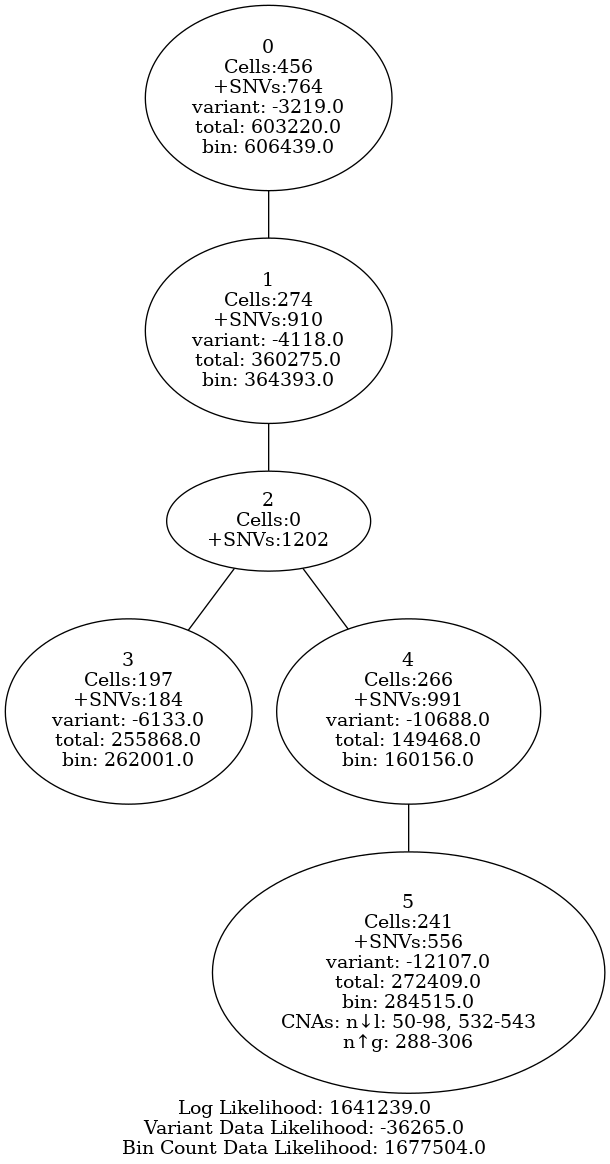 0
Cells:456
+SNVs:764
variant: -3219.0
total: 603220.0
bin: 606439.0
1
Cells:274
+SNVs:910
variant: -4118.0
total: 360275.0
bin: 364393.0
2
Cells:0
+SNVs:1202
3
Cells:197
+SNVs:184
variant: -6133.0
total: 255868.0
bin: 262001.0
4
Cells:266
+SNVs:991
variant: -10688.0
total: 149468.0
bin: 160156.0
5
Cells:241
+SNVs:556
variant: -12107.0
total: 272409.0
bin: 284515.0
CNAs: n↓l: 50-98, 532-543
n↑g: 288-306
Log Likelihood: 1641239.0
Variant Data Likelihood: -36265.0
Bin Count Data Likelihood: 1677504.0